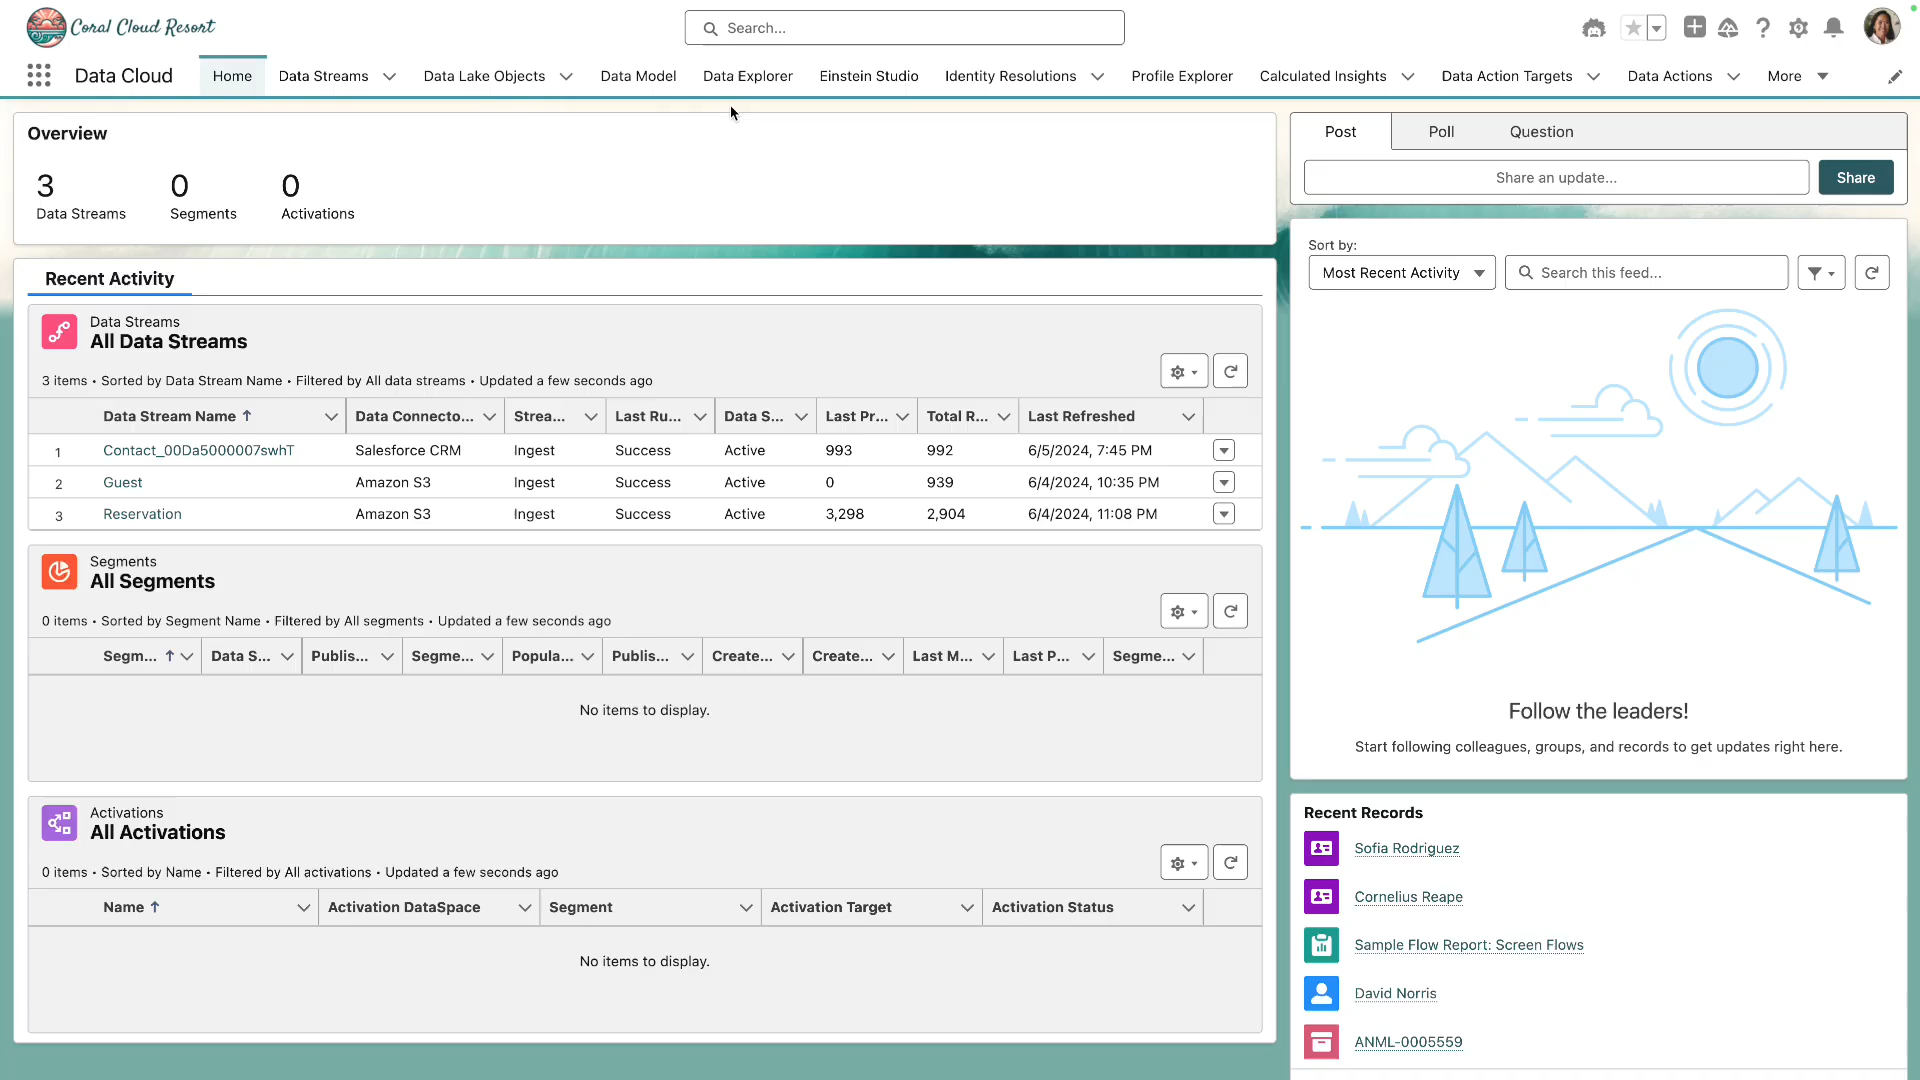 Coral Cloud Resort
Search...
Data Cloud
Home
Data Streams
Data Lake Objects
Data Model
Data Explorer
Einstein Studio
Identity Resolutions
Profile Explorer
Calculated Insights
Data Action Targets
Data Actions
More
Overview
3
0
0
Data Streams
Segments
Activations
Recent Activity
Data Streams
All Data Streams
3 items • Sorted by Data Stream Name • Filtered by All data streams • Updated a few seconds ago
Data Stream Name ↑ Data Connecto... Strea... Last Ru... Data S... Last Pr... Total R... Last Refreshed
1 Contact_00Da5000007swhT Salesforce CRM Ingest Success Active 993 992 6/5/2024, 7:45 PM
2 Guest Amazon S3 Ingest Success Active 0 939 6/4/2024, 10:35 PM
3 Reservation Amazon S3 Ingest Success Active 3,298 2,904 6/4/2024, 11:08 PM
Segments
All Segments
0 items • Sorted by Segment Name • Filtered by All segments • Updated a few seconds ago
Segm... ↑ Data S... Publis... Segme... Popula... Publis... Create... Create... Last M... Last P... Segme...
No items to display.
Activations
All Activations
0 items • Sorted by Name • Filtered by All activations • Updated a few seconds ago
Name ↑ Activation DataSpace Segment Activation Target Activation Status
No items to display.
Post
Poll
Question
Share an update...
Share
Sort by:
Most Recent Activity
Search this feed...
Follow the leaders!
Start following colleagues, groups, and records to get updates right here.
Recent Records
Sofia Rodriguez
Cornelius Reape
Sample Flow Report: Screen Flows
David Norris
ANML-0005559